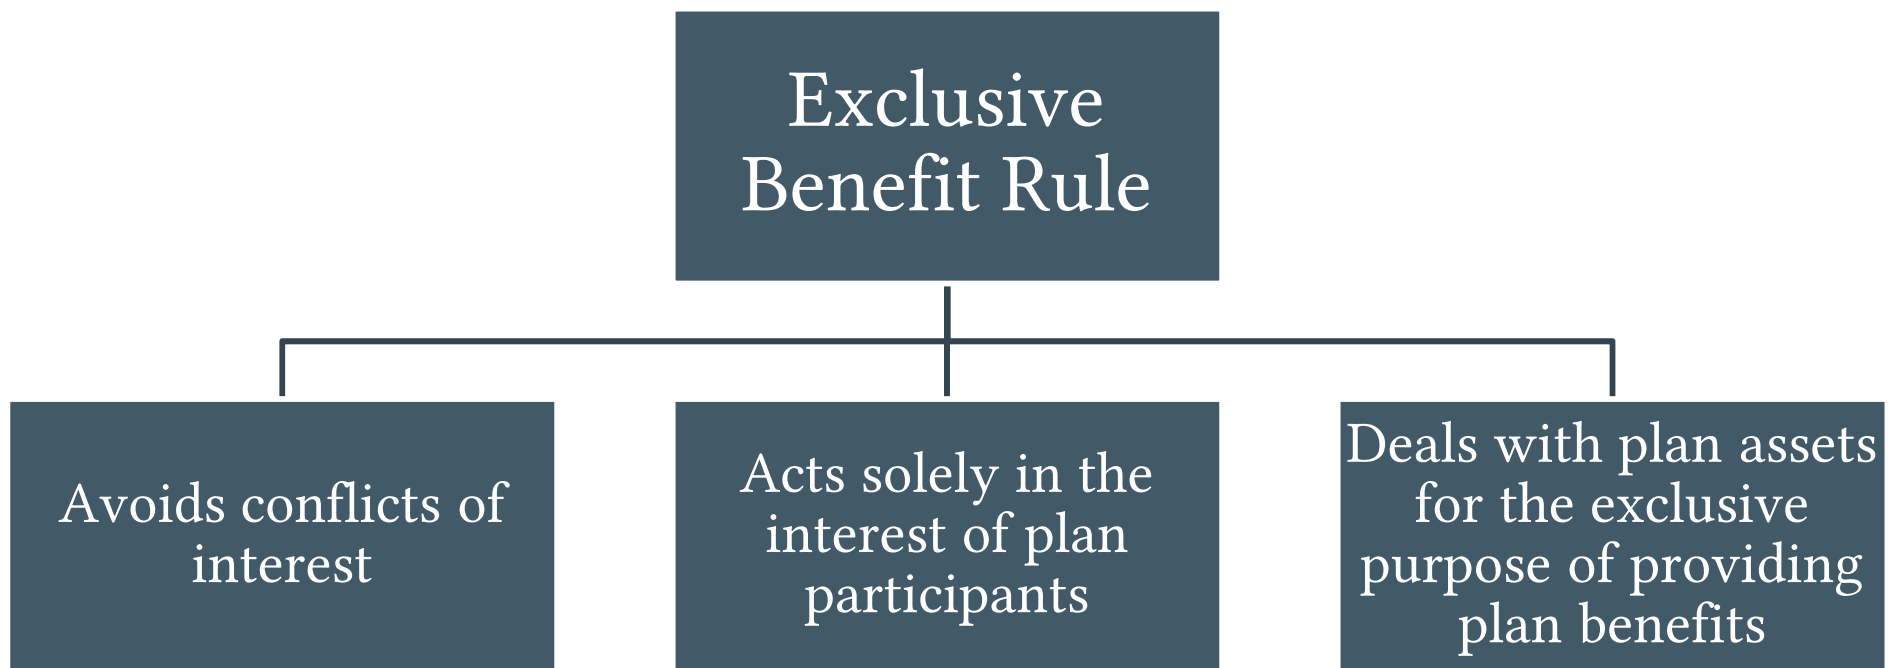 Exclusive
Benefit Rule
Avoids conflicts of
interest
Acts solely in the
interest of plan
participants
Deals with plan assets
for the exclusive
purpose of providing
plan benefits